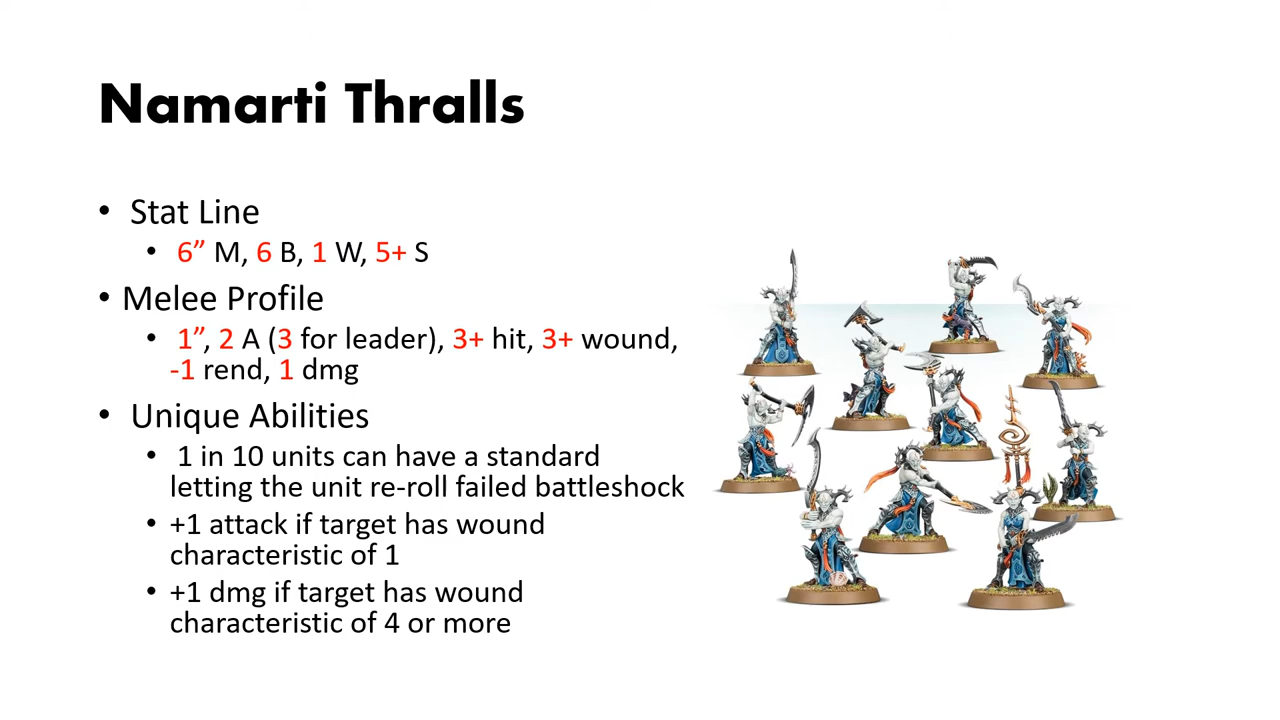 Namarti Thralls
• Stat Line
• 6” M, 6 B, 1 W, 5+ S
• Melee Profile
• 1”, 2 A (3 for leader), 3+ hit, 3+ wound,
-1 rend, 1 dmg
• Unique Abilities
• 1 in 10 units can have a standard
letting the unit re-roll failed battleshock
• +1 attack if target has wound
characteristic of 1
• +1 dmg if target has wound
characteristic of 4 or more